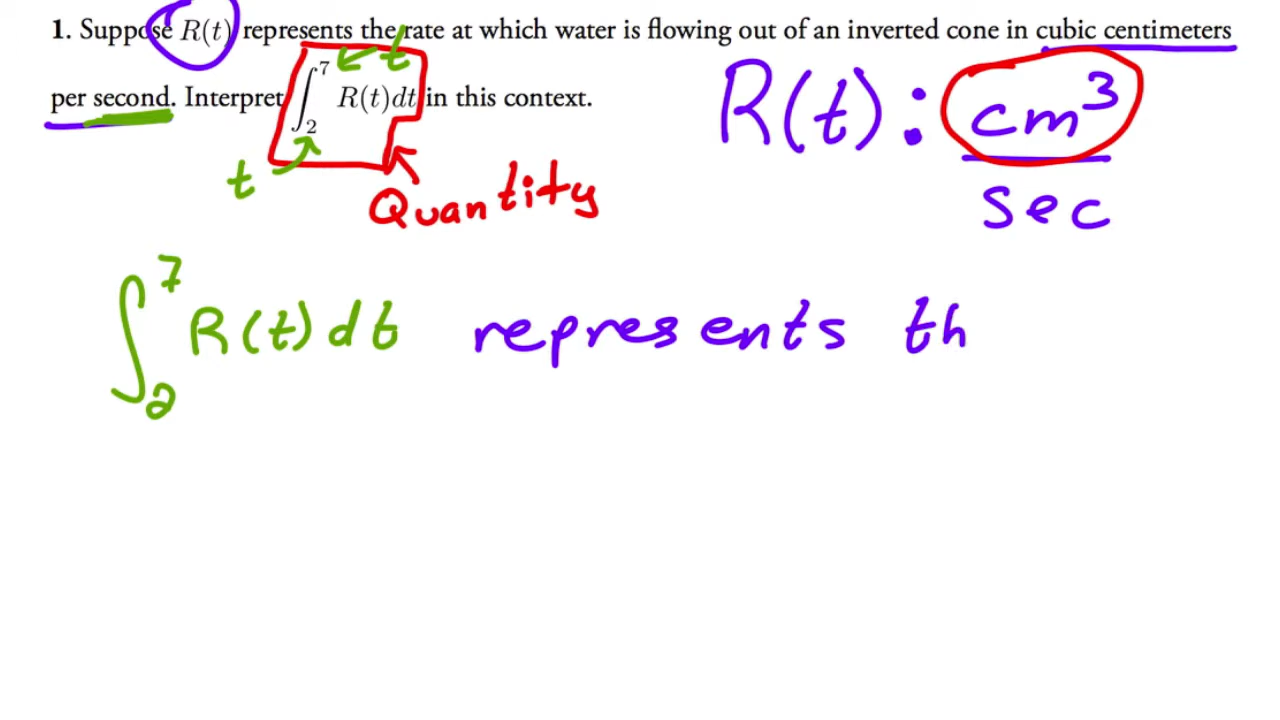 1. Suppose R(t) represents the rate at which water is flowing out of an inverted cone in cubic centimeters
per second. Interpret ∫₂⁷ R(t)dt in this context.
t
t
Quantity
R(t): cm³
sec
∫₂⁷ R(t)dt represents th